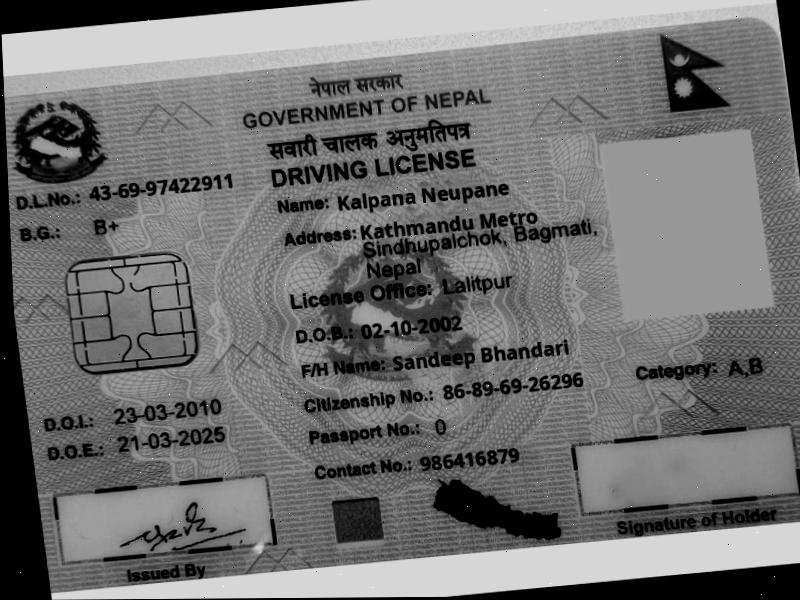 नेपाल सरकार
GOVERNMENT OF NEPAL
सवारी चालक अनुमतिपत्र
DRIVING LICENSE
D.L.No.: 43-69-97422911
B.G.: B+
Name: Kalpana Neupane
Address: Kathmandu Metro
Sindhupalchok, Bagmati,
Nepal
License Office: Lalitpur
D.O.B.: 02-10-2002
F/H Name: Sandeep Bhandari
Citizenship No.: 86-89-69-26296
Category: A,B
D.O.I.: 23-03-2010
Passport No.: 0
D.O.E.: 21-03-2025
Contact No.: 986416879
Issued By
Signature of Holder